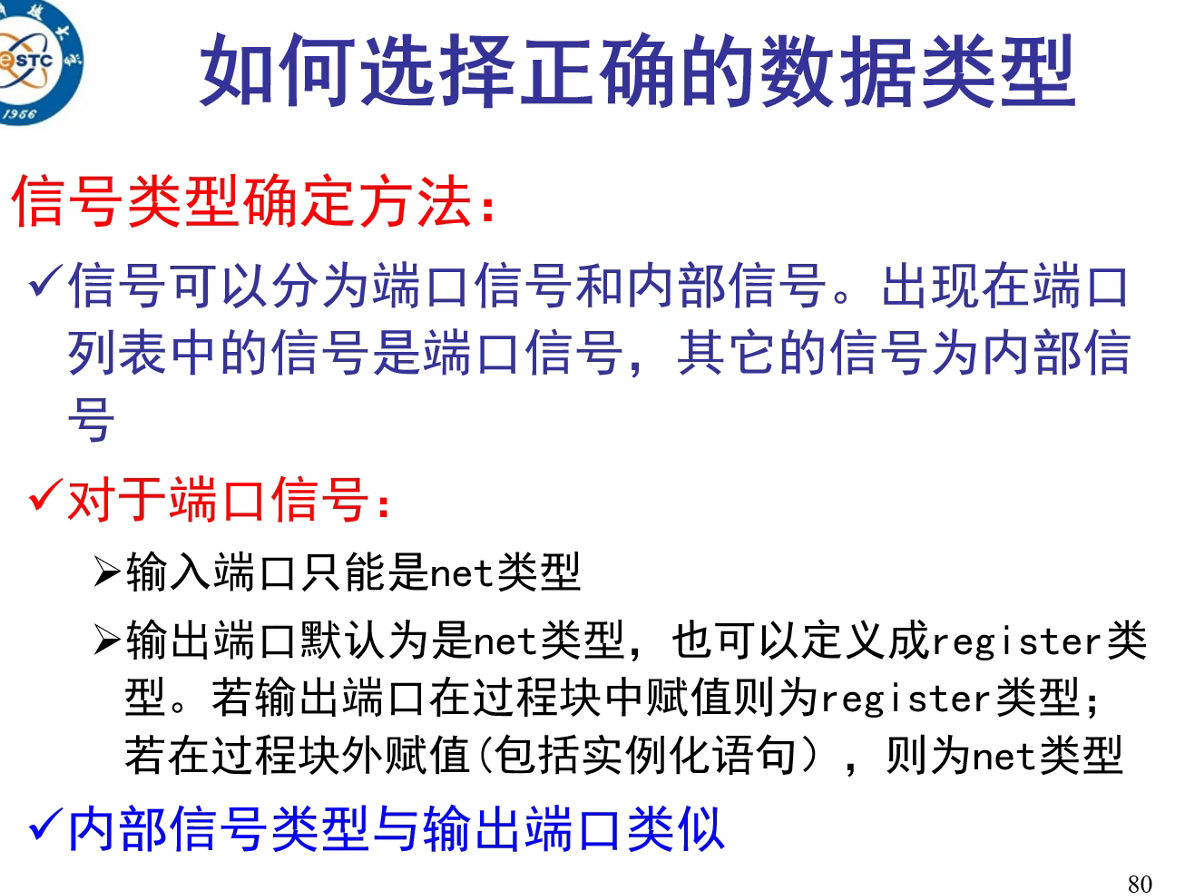 eSTC
1956
如何选择正确的数据类型
信号类型确定方法：
✓信号可以分为端口信号和内部信号。出现在端口
列表中的信号是端口信号，其它的信号为内部信
号
✓对于端口信号：
➢输入端口只能是net类型
➢输出端口默认为是net类型，也可以定义成register类
型。若输出端口在过程块中赋值则为register类型；
若在过程块外赋值(包括实例化语句），则为net类型
✓内部信号类型与输出端口类似
80